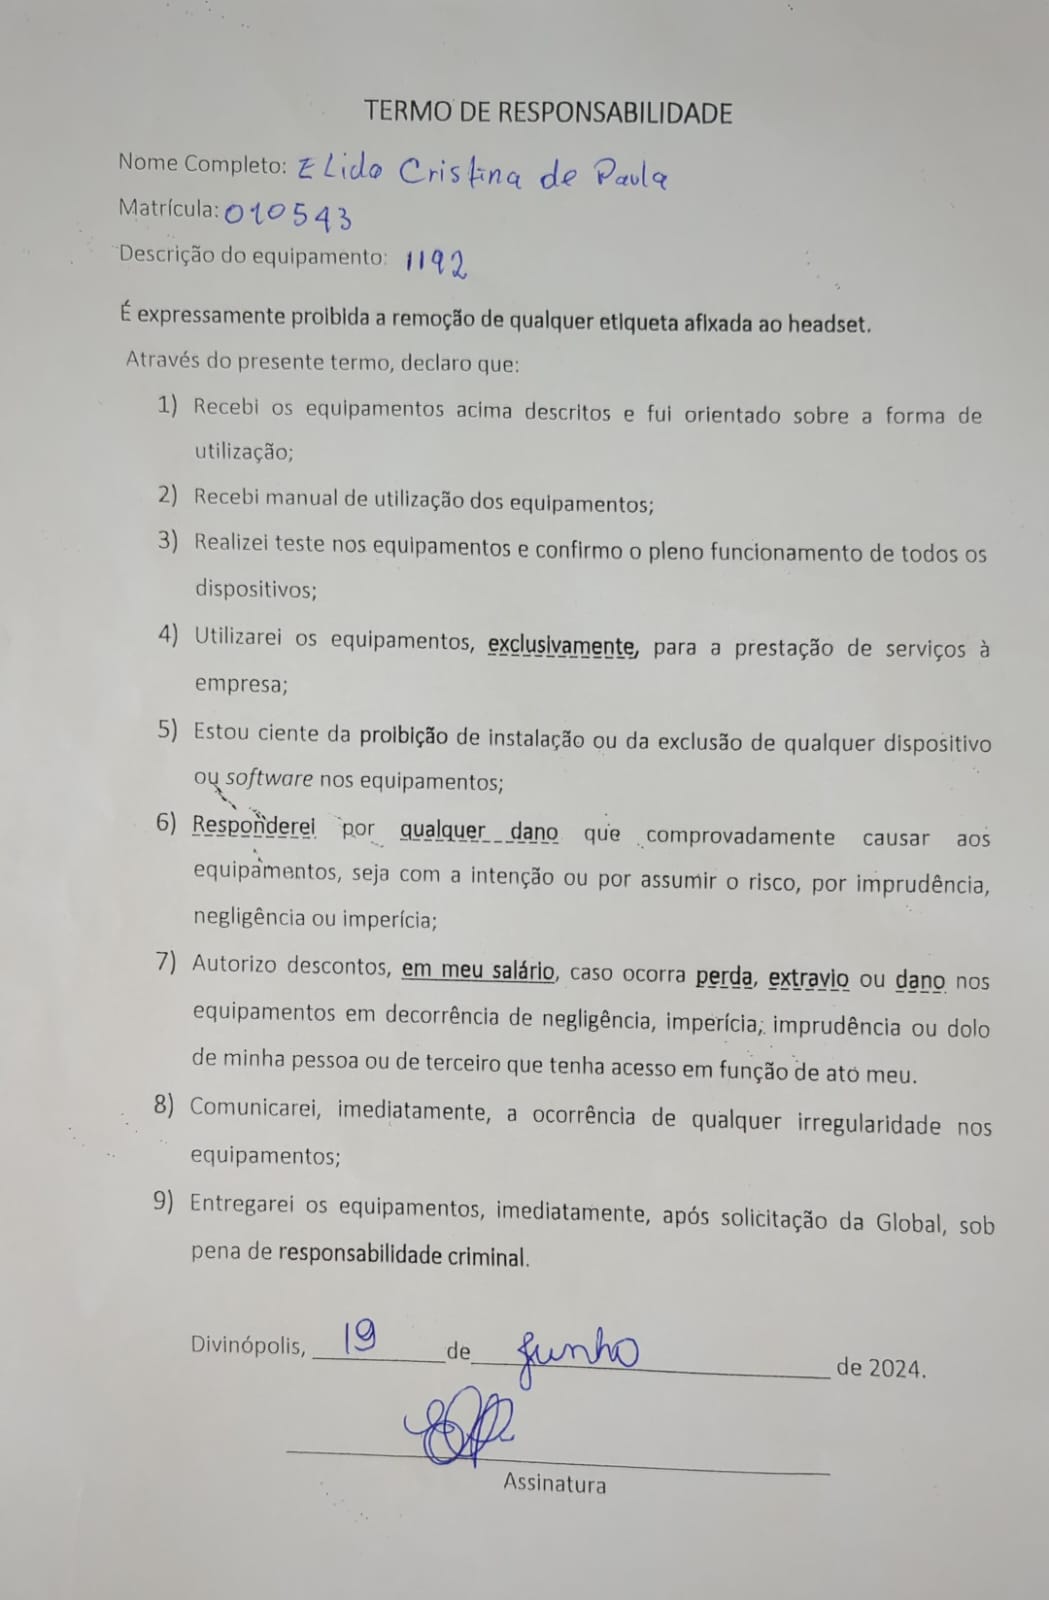 TERMO DE RESPONSABILIDADE
Nome Completo: Elida Cristina de Paula
Matrícula: 010543
Descrição do equipamento: 1192
É expressamente proibida a remoção de qualquer etiqueta afixada ao headset.
Através do presente termo, declaro que:
1) Recebi os equipamentos acima descritos e fui orientado sobre a forma de
utilização;
2) Recebi manual de utilização dos equipamentos;
3) Realizei teste nos equipamentos e confirmo o pleno funcionamento de todos os
dispositivos;
4) Utilizarei os equipamentos, exclusivamente, para a prestação de serviços à
empresa;
5) Estou ciente da proibição de instalação ou da exclusão de qualquer dispositivo
ou software nos equipamentos;
6) Responderei por qualquer dano que comprovadamente causar aos
equipamentos, seja com a intenção ou por assumir o risco, por imprudência,
negligência ou imperícia;
7) Autorizo descontos, em meu salário, caso ocorra perda, extravio ou dano nos
equipamentos em decorrência de negligência, imperícia, imprudência ou dolo
de minha pessoa ou de terceiro que tenha acesso em função de ato meu.
8) Comunicarei, imediatamente, a ocorrência de qualquer irregularidade nos
equipamentos;
9) Entregarei os equipamentos, imediatamente, após solicitação da Global, sob
pena de responsabilidade criminal.
Divinópolis, 19 de Junho de 2024.
Assinatura